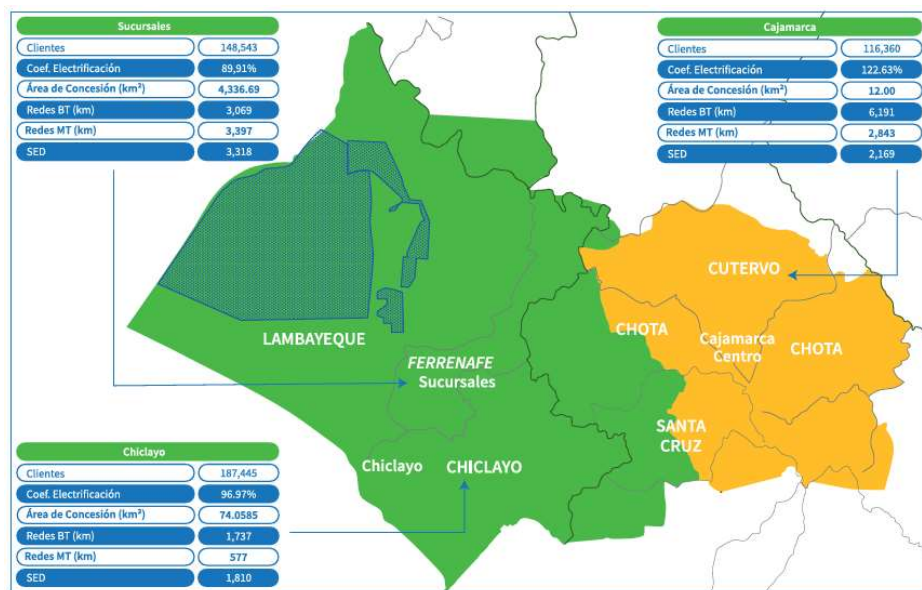 Sucursales
Clientes 148,543
Coef. Electrificación 89,91%
Área de Concesión (km²) 4,336.69
Redes BT (km) 3,069
Redes MT (km) 3,397
SED 3,318
Cajamarca
Clientes 116,360
Coef. Electrificación 122.63%
Área de Concesión (km²) 12.00
Redes BT (km) 6,191
Redes MT (km) 2,843
SED 2,169
CUTERVO
LAMBAYEQUE
CHOTA
Cajamarca
Centro
CHOTA
FERRENAFE
Sucursales
SANTA
CRUZ
Chiclayo
CHICLAYO
Chiclayo
Clientes 187,445
Coef. Electrificación 96.97%
Área de Concesión (km²) 74.0585
Redes BT (km) 1,737
Redes MT (km) 577
SED 1,810